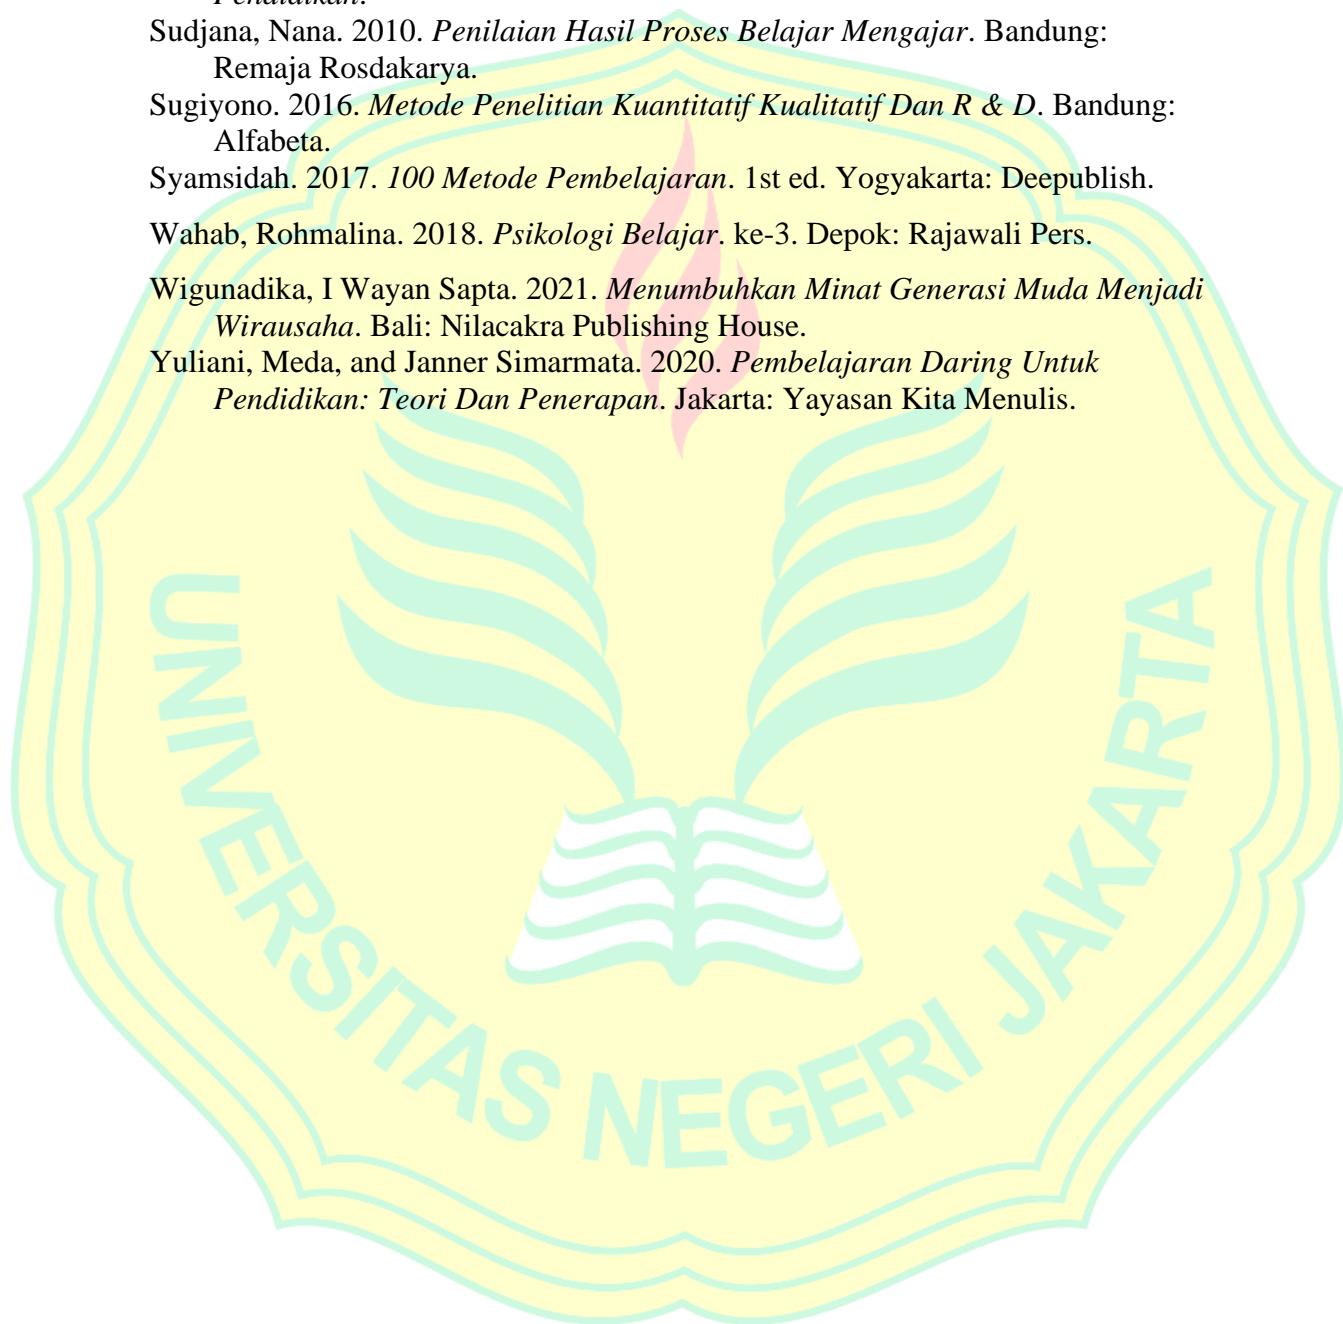 Pendidikan.
Sudjana, Nana. 2010. Penilaian Hasil Proses Belajar Mengajar. Bandung:
Remaja Rosdakarya.
Sugiyono. 2016. Metode Penelitian Kuantitatif Kualitatif Dan R & D. Bandung:
Alfabeta.
Syamsidah. 2017. 100 Metode Pembelajaran. 1st ed. Yogyakarta: Deepublish.
Wahab, Rohmalina. 2018. Psikologi Belajar. ke-3. Depok: Rajawali Pers.
Wigunadika, I Wayan Sapta. 2021. Menumbuhkan Minat Generasi Muda Menjadi
Wirausaha. Bali: Nilacakra Publishing House.
Yuliani, Meda, and Janner Simarmata. 2020. Pembelajaran Daring Untuk
Pendidikan: Teori Dan Penerapan. Jakarta: Yayasan Kita Menulis.
UNIVERSITAS NEGERI JAKARTA